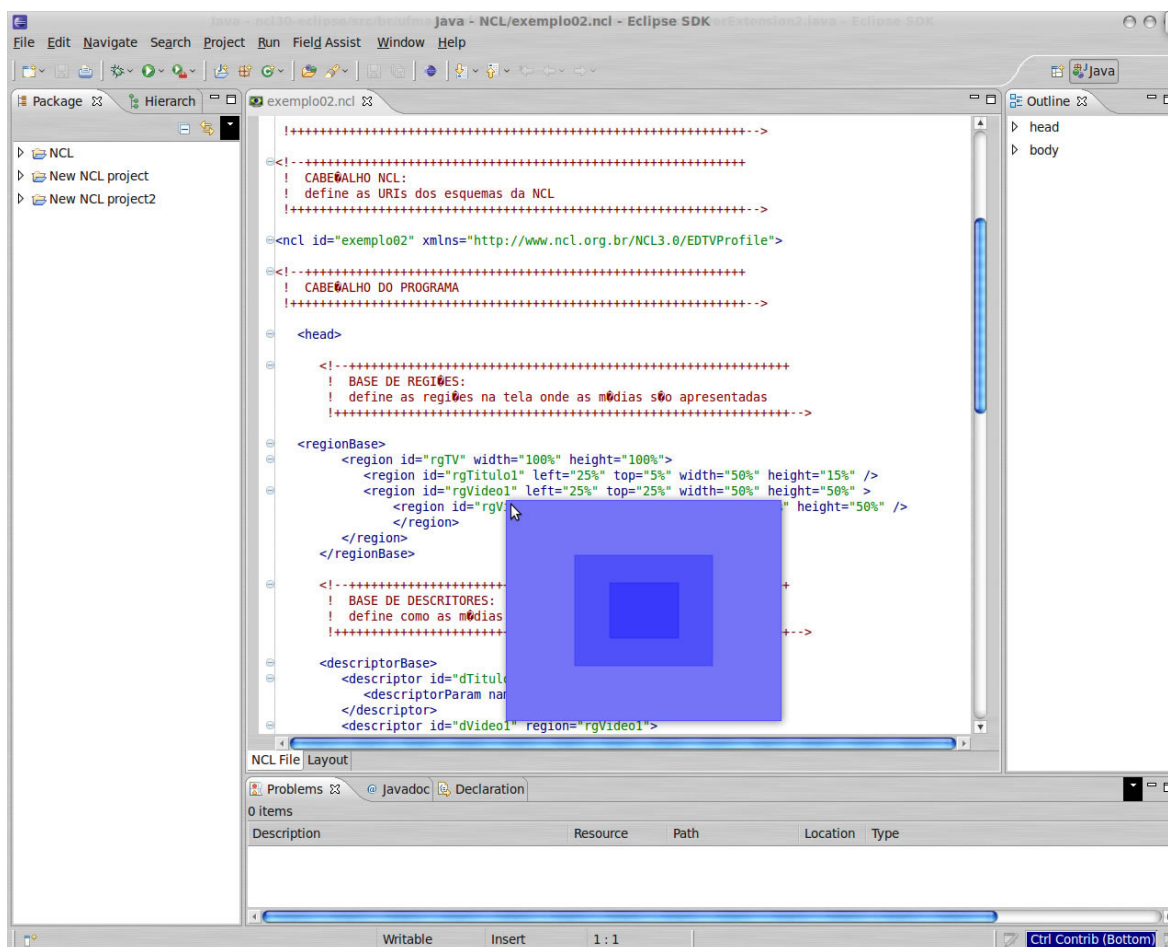 Java - NCL/exemplo02.ncl - Eclipse SDK
File Edit Navigate Search Project Run Field Assist Window Help
Java
Package Hierarch
exemplo02.ncl
Outline
NCL
New NCL project
New NCL project2
head
body
!++++++++++++++++++++++++++++++++++++++++++++++++++++++++++++++-->
<!--++++++++++++++++++++++++++++++++++++++++++++++++++++++++++++
! CABE�ALHO NCL:
! define as URIs dos esquemas da NCL
!++++++++++++++++++++++++++++++++++++++++++++++++++++++++++++++-->
<ncl id="exemplo02" xmlns="http://www.ncl.org.br/NCL3.0/EDTVProfile">
<!--++++++++++++++++++++++++++++++++++++++++++++++++++++++++++++
! CABE�ALHO DO PROGRAMA
!++++++++++++++++++++++++++++++++++++++++++++++++++++++++++++++-->
<head>
<!--++++++++++++++++++++++++++++++++++++++++++++++++++++++++++++
! BASE DE REGI�ES:
! define as regi�es na tela onde as m�dias s�o apresentadas
!++++++++++++++++++++++++++++++++++++++++++++++++++++++++++++++-->
<regionBase>
<region id="rgTV" width="100%" height="100%">
<region id="rgTitulo1" left="25%" top="5%" width="50%" height="15%" />
<region id="rgVideo1" left="25%" top="25%" width="50%" height="50%" >
<region id="rgV " height="50%" />
</region>
</region>
</regionBase>
<!--++++++++++++++++++++++
! BASE DE DESCRITORES:
! define como as m�dias
!++++++++++++++++++++++++ +-->
<descriptorBase>
<descriptor id="dTitulo
<descriptorParam nam
</descriptor>
<descriptor id="dVideo1" region="rgVideo1">
NCL File Layout
Problems @ Javadoc Declaration
0 items
Description Resource Path Location Type
Writable Insert 1 : 1 Ctrl Contrib (Bottom)